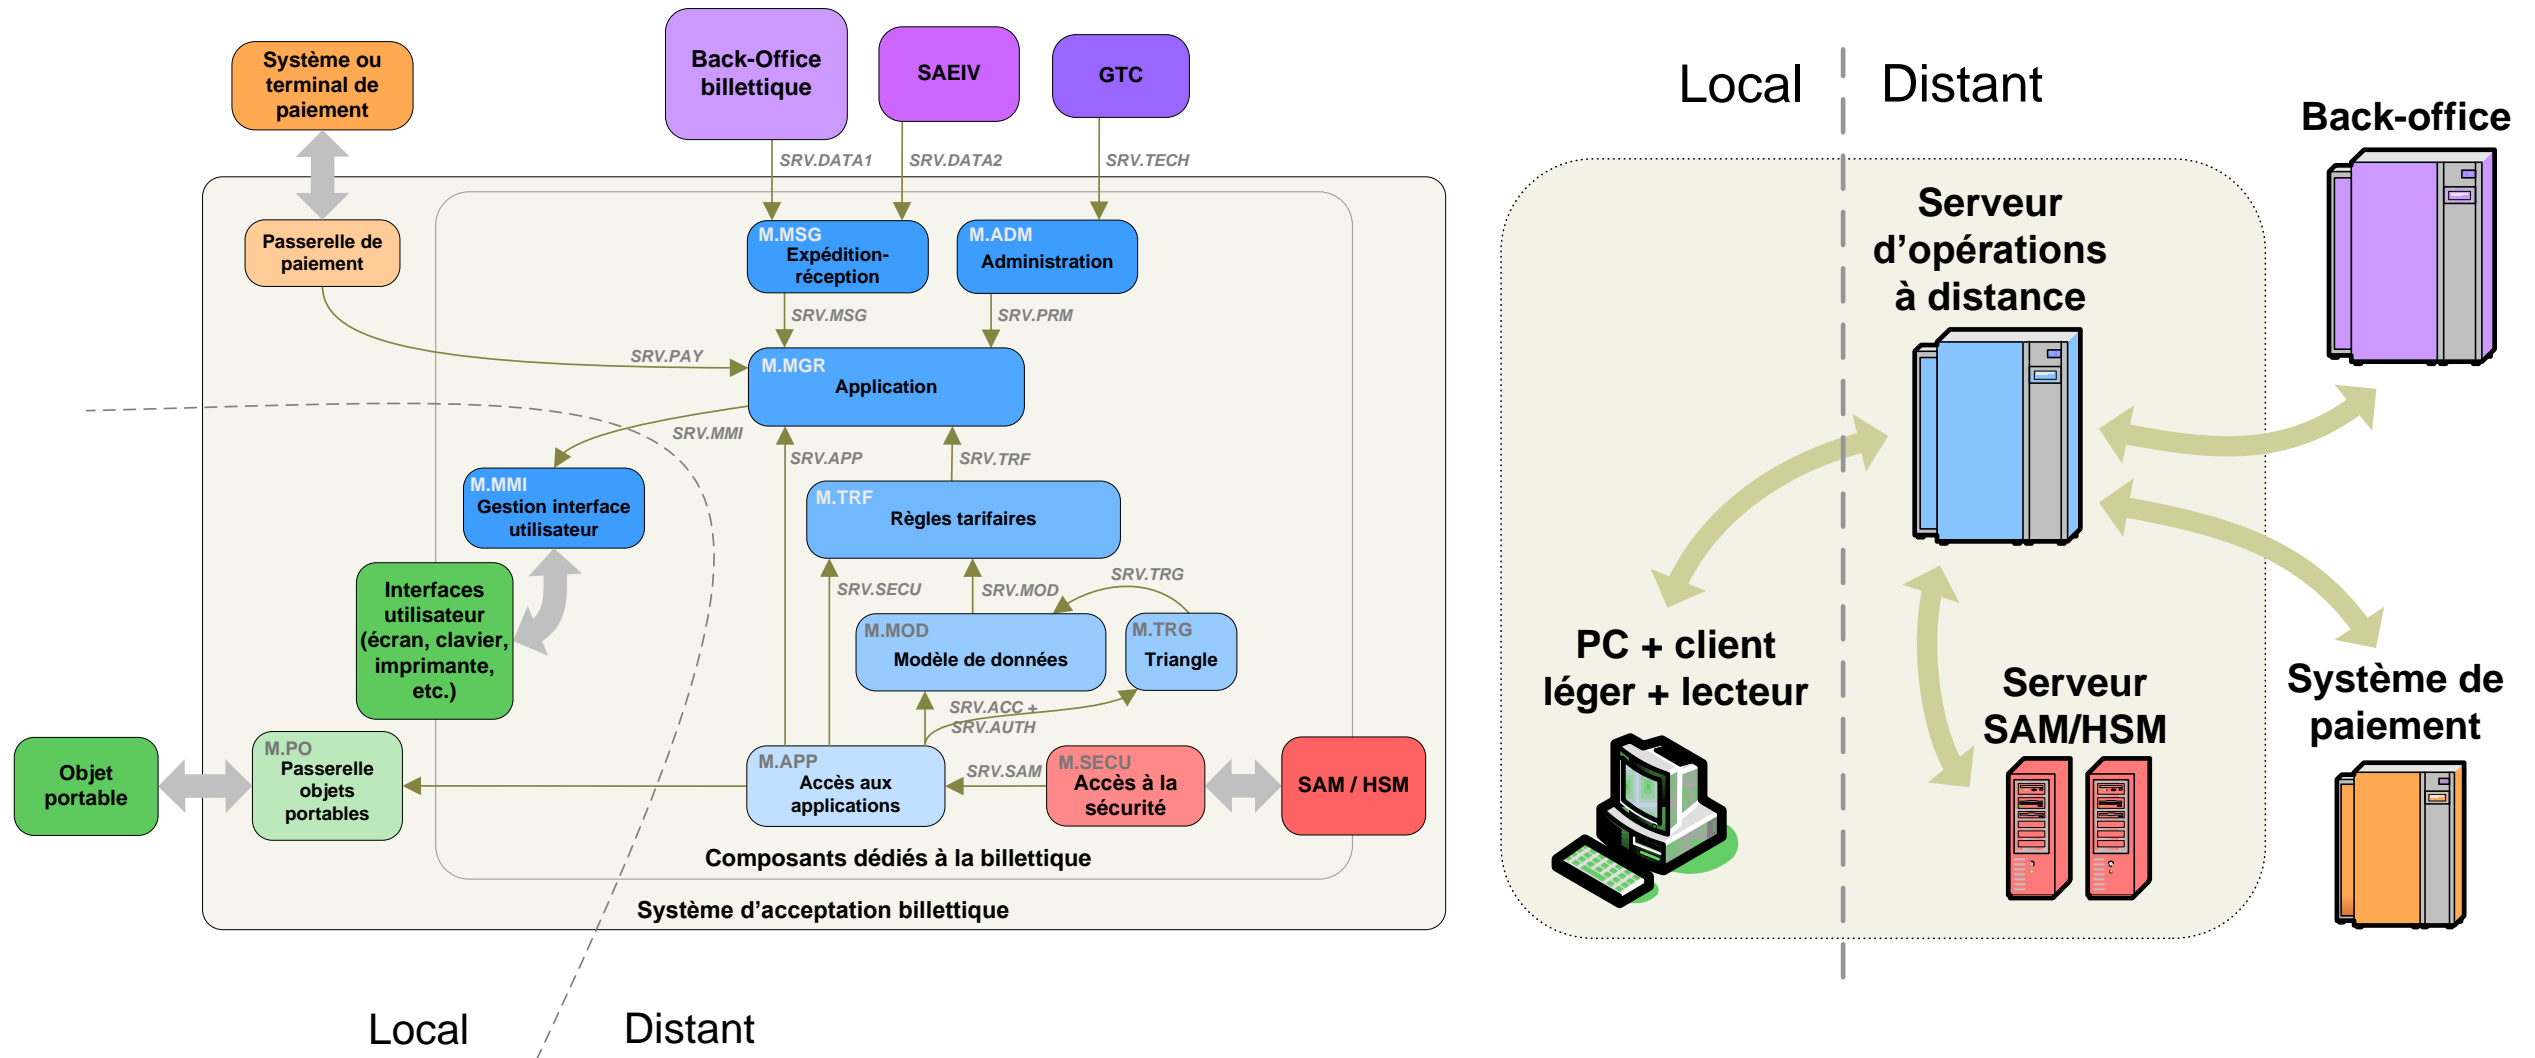 Système ou
terminal de
paiement
Back-Office
billettique
SAEIV
GTC
SRV.DATA1
SRV.DATA2
SRV.TECH
Passerelle de
paiement
M.MSG
Expédition-
réception
M.ADM
Administration
SRV.MSG
SRV.PRM
SRV.PAY
M.MGR
Application
SRV.MMI
SRV.APP
SRV.TRF
M.MMI
Gestion interface
utilisateur
M.TRF
Règles tarifaires
Interfaces
utilisateur
(écran, clavier,
imprimante,
etc.)
SRV.SECU
SRV.MOD
SRV.TRG
M.MOD
Modèle de données
M.TRG
Triangle
SRV.ACC +
SRV.AUTH
Objet
portable
M.PO
Passerelle
objets
portables
M.APP
Accès aux
applications
SRV.SAM
M.SECU
Accès à la
sécurité
SAM / HSM
Composants dédiés à la billettique
Système d’acceptation billettique
Local
Distant
Local
Distant
Back-office
Serveur
d’opérations
à distance
PC + client
léger + lecteur
Serveur
SAM/HSM
Système de
paiement